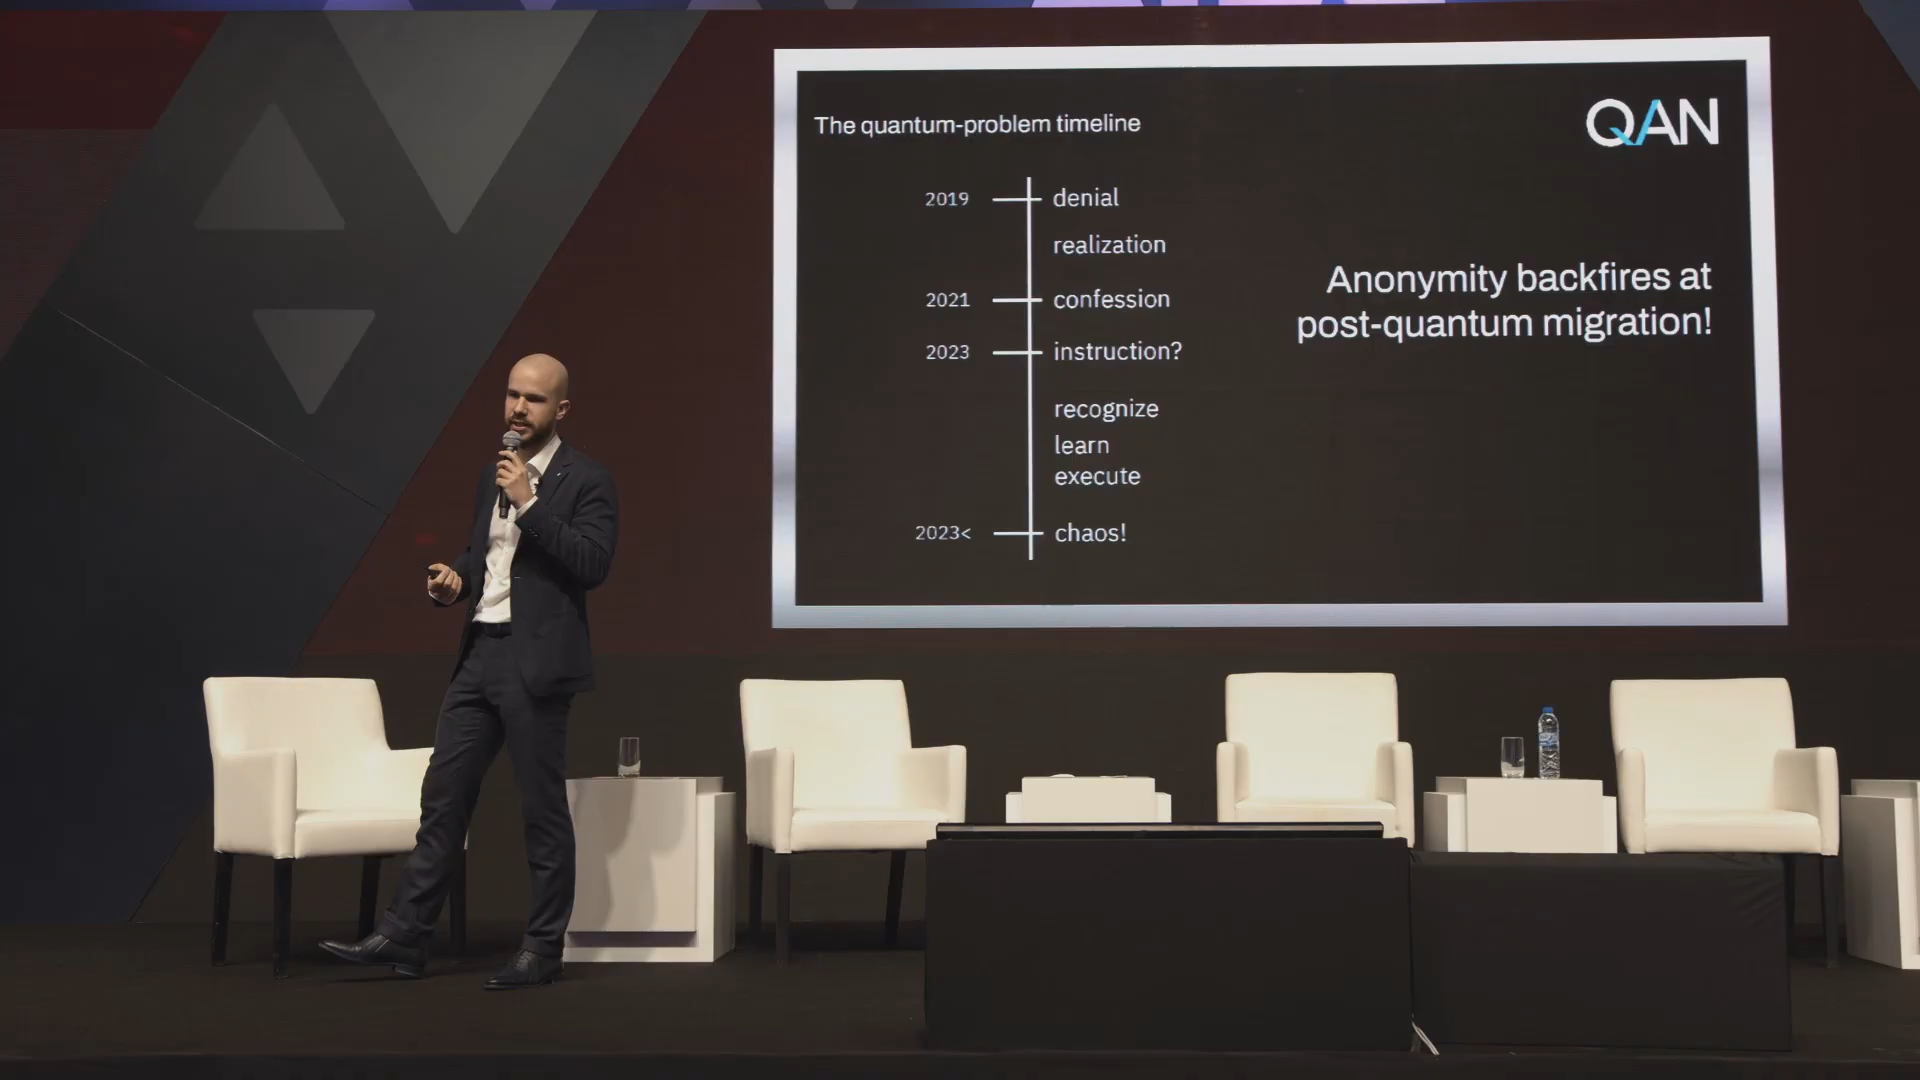 The quantum-problem timeline
QAN
2019 denial
realization
2021 confession
2023 instruction?
recognize
learn
execute
2023< chaos!
Anonymity backfires at
post-quantum migration!